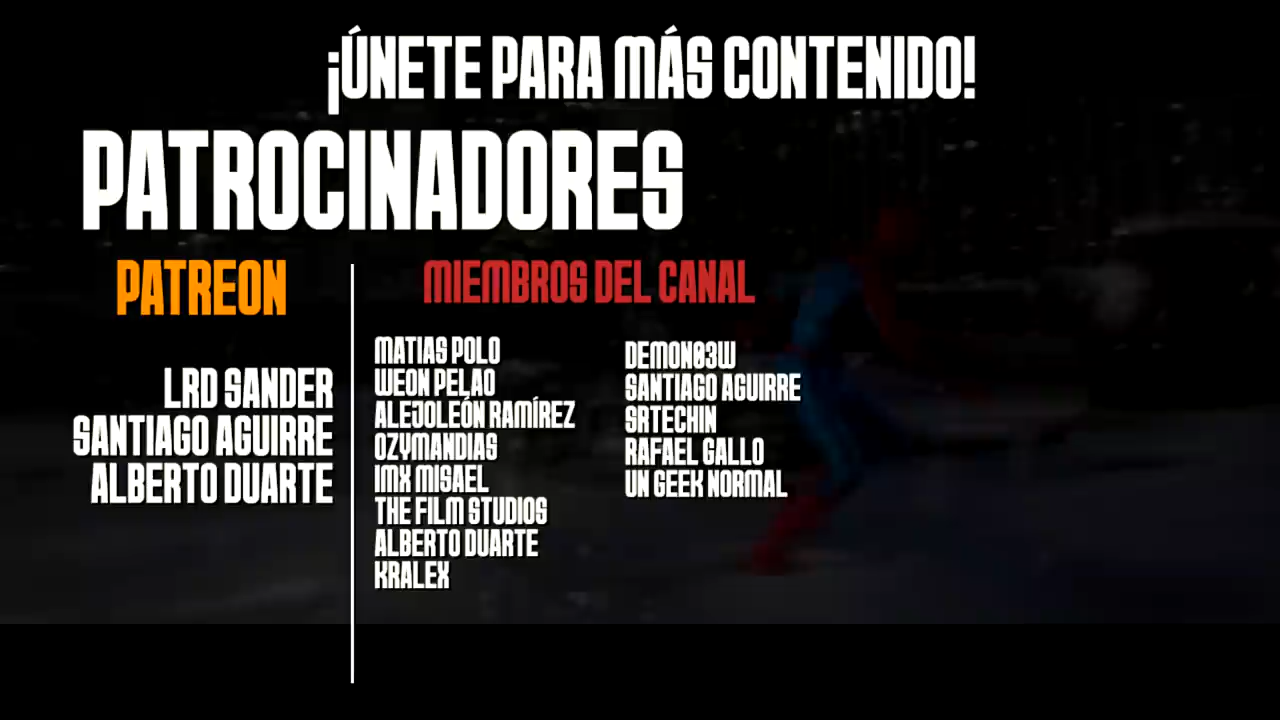 ¡ÚNETE PARA MÁS CONTENIDO!
PATROCINADORES
PATREON
LRD SANDER
SANTIAGO AGUIRRE
ALBERTO DUARTE
MIEMBROS DEL CANAL
MATIAS POLO
WEON PELAO
ALEJOLEÓN RAMÍREZ
OZYMANDIAS
IMX MISAEL
THE FILM STUDIOS
ALBERTO DUARTE
KRALEX
DEMON03W
SANTIAGO AGUIRRE
SRTECHIN
RAFAEL GALLO
UN GEEK NORMAL